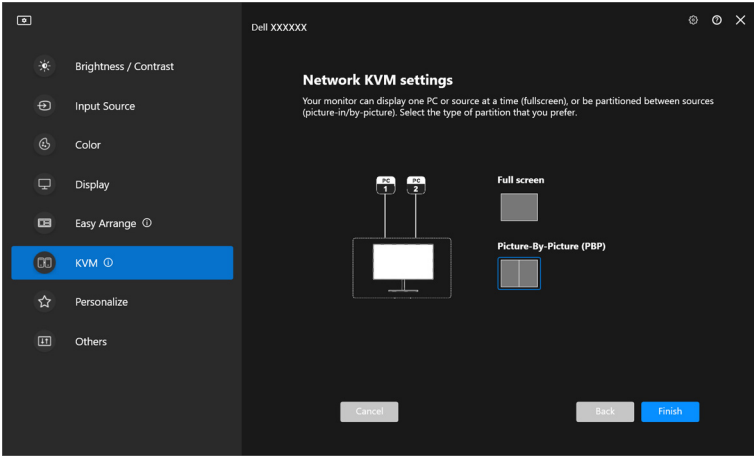 Dell XXXXXX
Brightness / Contrast
Input Source
Color
Display
Easy Arrange
KVM
Personalize
Others
Network KVM settings
Your monitor can display one PC or source at a time (fullscreen), or be partitioned between sources
(picture-in/by-picture). Select the type of partition that you prefer.
PC
1
PC
2
Full screen
Picture-By-Picture (PBP)
Cancel
Back
Finish